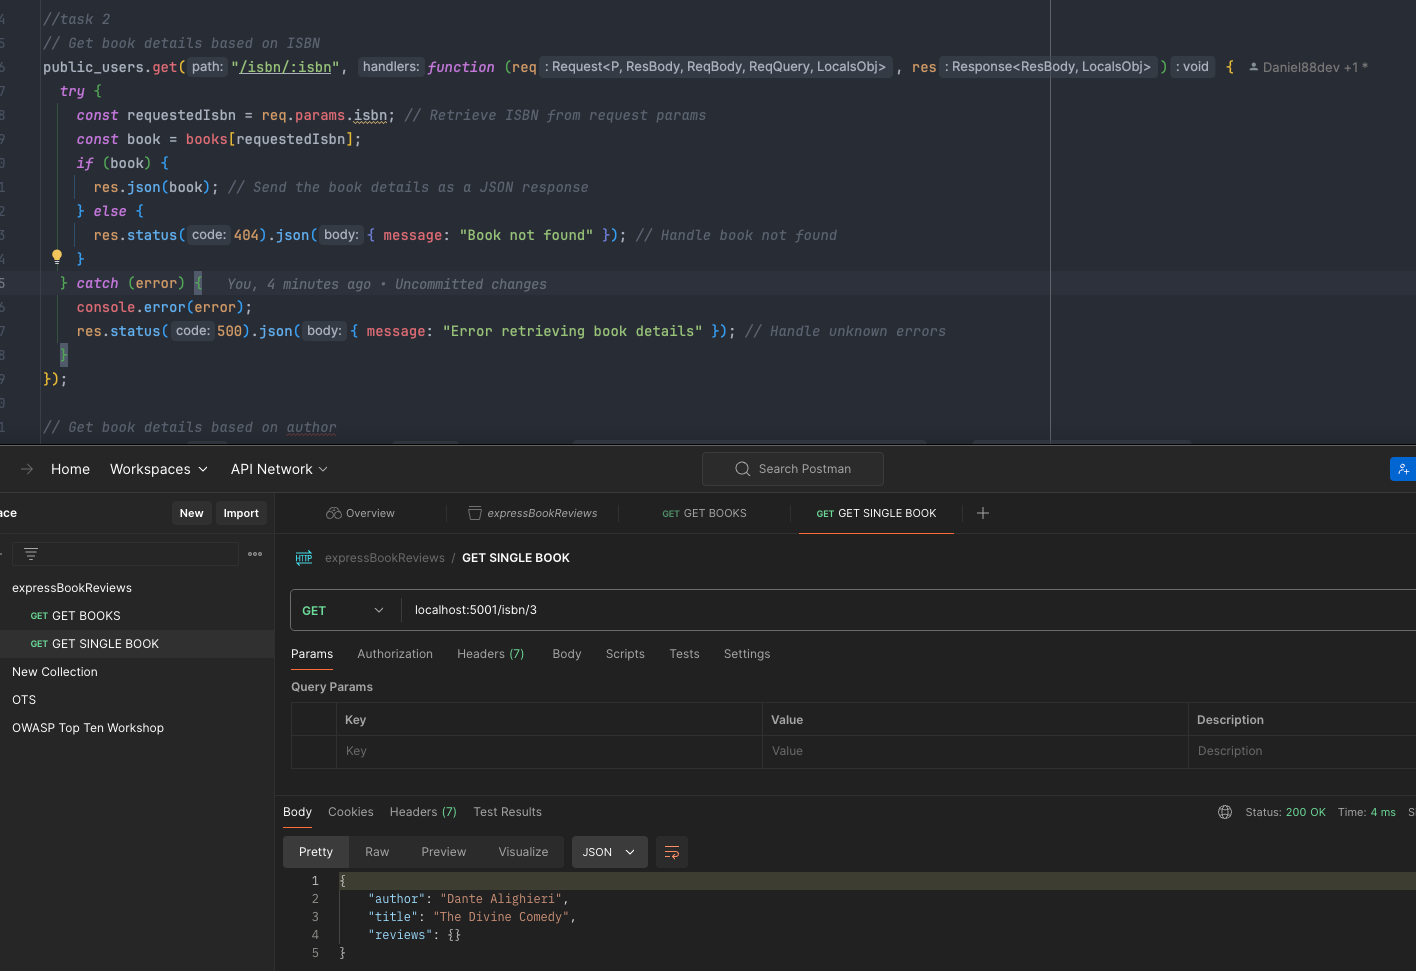 //task 2
// Get book details based on ISBN
public_users.get( path: "/isbn/:isbn", handlers: function (req : Request<P, ResBody, ReqBody, ReqQuery, LocalsObj> , res : Response<ResBody, LocalsObj> ) : void { Daniel88dev +1 *
try {
const requestedIsbn = req.params.isbn; // Retrieve ISBN from request params
const book = books[requestedIsbn];
if (book) {
res.json(book); // Send the book details as a JSON response
} else {
res.status( code: 404).json( body: { message: "Book not found" }); // Handle book not found
}
} catch (error) { You, 4 minutes ago • Uncommitted changes
console.error(error);
res.status( code: 500).json( body: { message: "Error retrieving book details" }); // Handle unknown errors
}
});
// Get book details based on author
Home Workspaces API Network Search Postman
ace New Import Overview expressBookReviews GET GET BOOKS GET GET SINGLE BOOK
expressBookReviews / GET SINGLE BOOK
expressBookReviews
GET GET BOOKS
GET GET SINGLE BOOK
New Collection
OTS
OWASP Top Ten Workshop
GET localhost:5001/isbn/3
Params Authorization Headers (7) Body Scripts Tests Settings
Query Params
Key Value Description
Key Value Description
Body Cookies Headers (7) Test Results Status: 200 OK Time: 4 ms
Pretty Raw Preview Visualize JSON
1 {
2 "author": "Dante Alighieri",
3 "title": "The Divine Comedy",
4 "reviews": {}
5 }